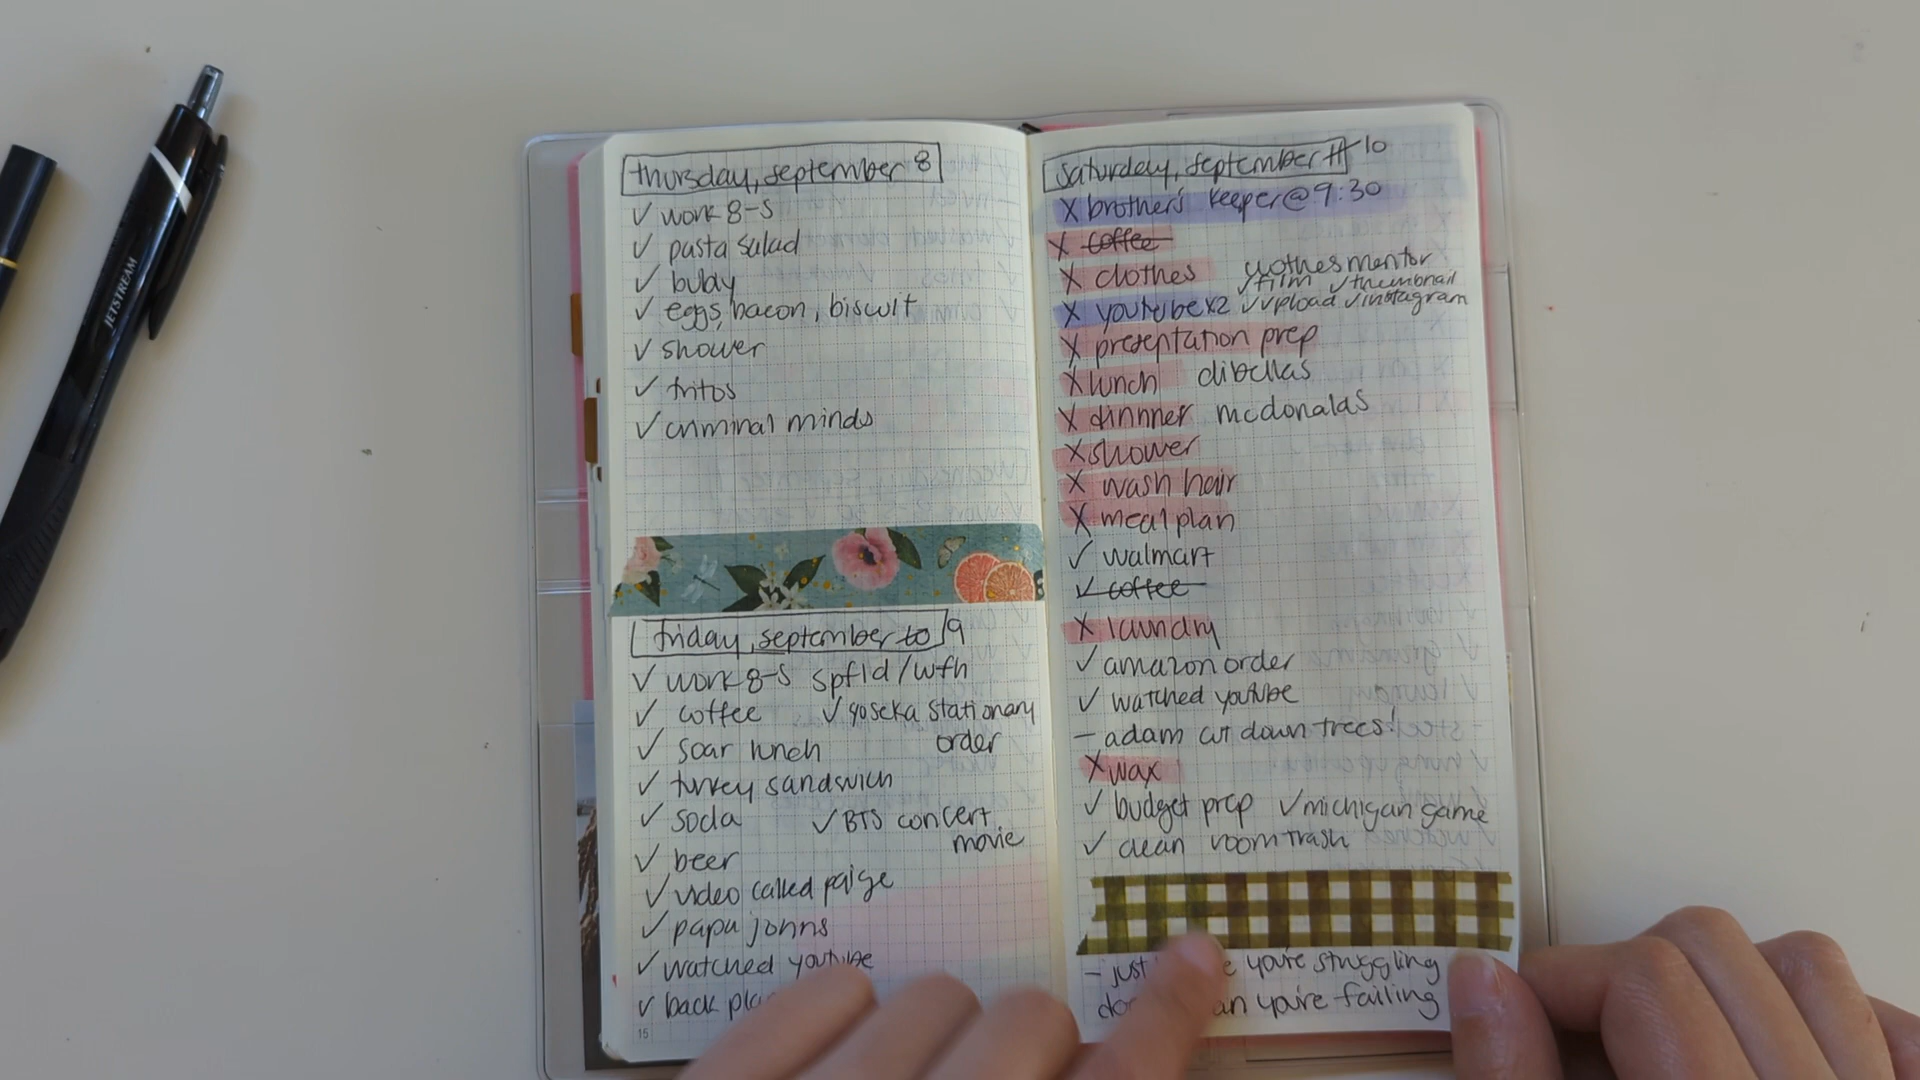 JETSTREAM
thursday, september 8
✓ work 8-5
✓ pasta salad
✓ bubly
✓ eggs, bacon, biscuit
✓ shower
✓ fritos
✓ criminal minds
friday, september 10 9
✓ work 8-5 spfld/wfh
✓ coffee ✓ yoseka stationary
order
✓ soar lunch
✓ turkey sandwich
✓ soda ✓ BTS concert
movie
✓ beer
✓ video called paige
✓ papa johns
✓ watched youtube
✓ back
15
saturday, september 11 10
X brother's keeper @ 9:30
X coffee
X clothes clothes mentor
✓film ✓thumbnail
X youtube x2 ✓upload ✓instagram
X presentation prep
X lunch dibellas
X dinnner mcdonalds
X shower
X wash hair
X meal plan
✓ walmart
✓ coffee
X laundry
✓ amazon order
✓ watched youtube
- adam cut down trees!
X wax
✓ budget prep ✓ michigan game
✓ clean room trash
- just you're struggling
you're failing